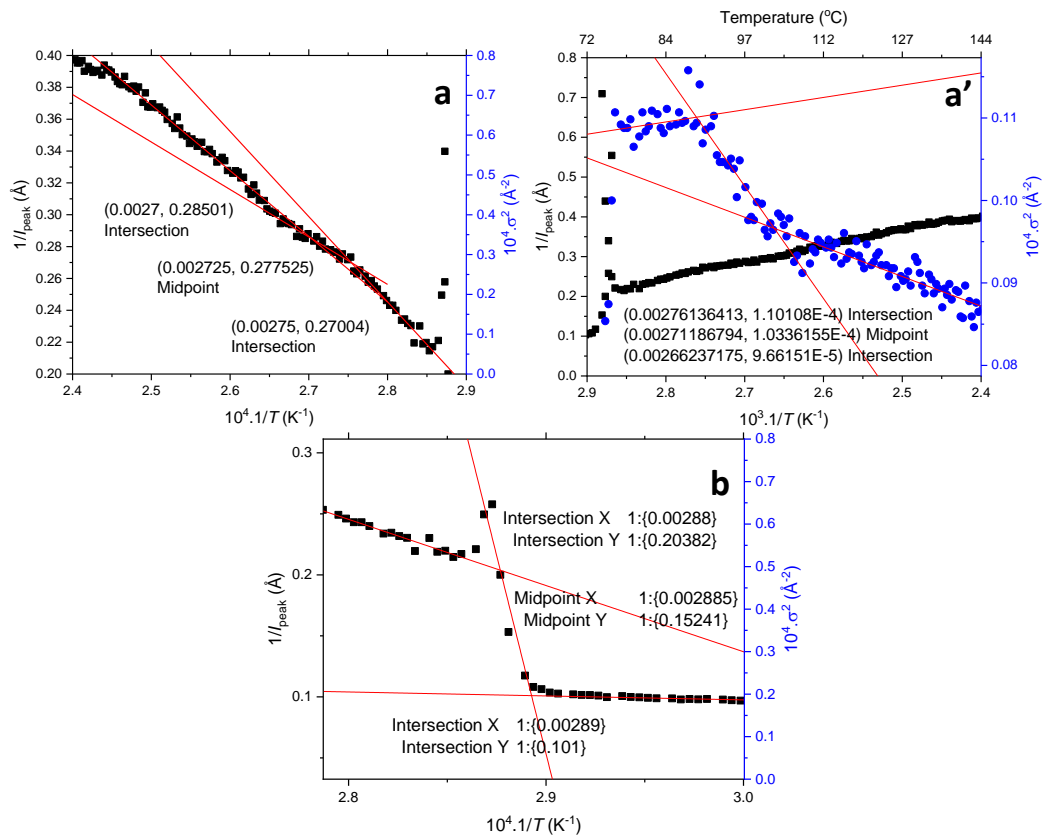 a
0.40
0.38
0.36
0.34
0.32
0.30
0.28
0.26
0.24
0.22
0.20
1/Ipeak (Å)
0.8
0.7
0.6
0.5
0.4
0.3
0.2
0.1
0.0
10⁴.σ² (Å⁻²)
(0.0027, 0.28501)
Intersection
(0.002725, 0.277525)
Midpoint
(0.00275, 0.27004)
Intersection
2.4 2.5 2.6 2.7 2.8 2.9
10⁴.1/T (K⁻¹)
Temperature (°C)
72 84 97 112 127 144
a’
0.8
0.7
0.6
0.5
0.4
0.3
0.2
0.1
0.0
1/Ipeak (Å)
0.11
0.10
0.09
0.08
10⁴.σ² (Å⁻²)
(0.00276136413, 1.10108E-4) Intersection
(0.00271186794, 1.0336155E-4) Midpoint
(0.00266237175, 9.66151E-5) Intersection
2.9 2.8 2.7 2.6 2.5 2.4
10³.1/T (K⁻¹)
b
0.3
0.2
0.1
1/Ipeak (Å)
0.8
0.7
0.6
0.5
0.4
0.3
0.2
0.1
0.0
10⁴.σ² (Å⁻²)
Intersection X 1:{0.00288}
Intersection Y 1:{0.20382}
Midpoint X 1:{0.002885}
Midpoint Y 1:{0.15241}
Intersection X 1:{0.00289}
Intersection Y 1:{0.101}
2.8 2.9 3.0
10⁴.1/T (K⁻¹)